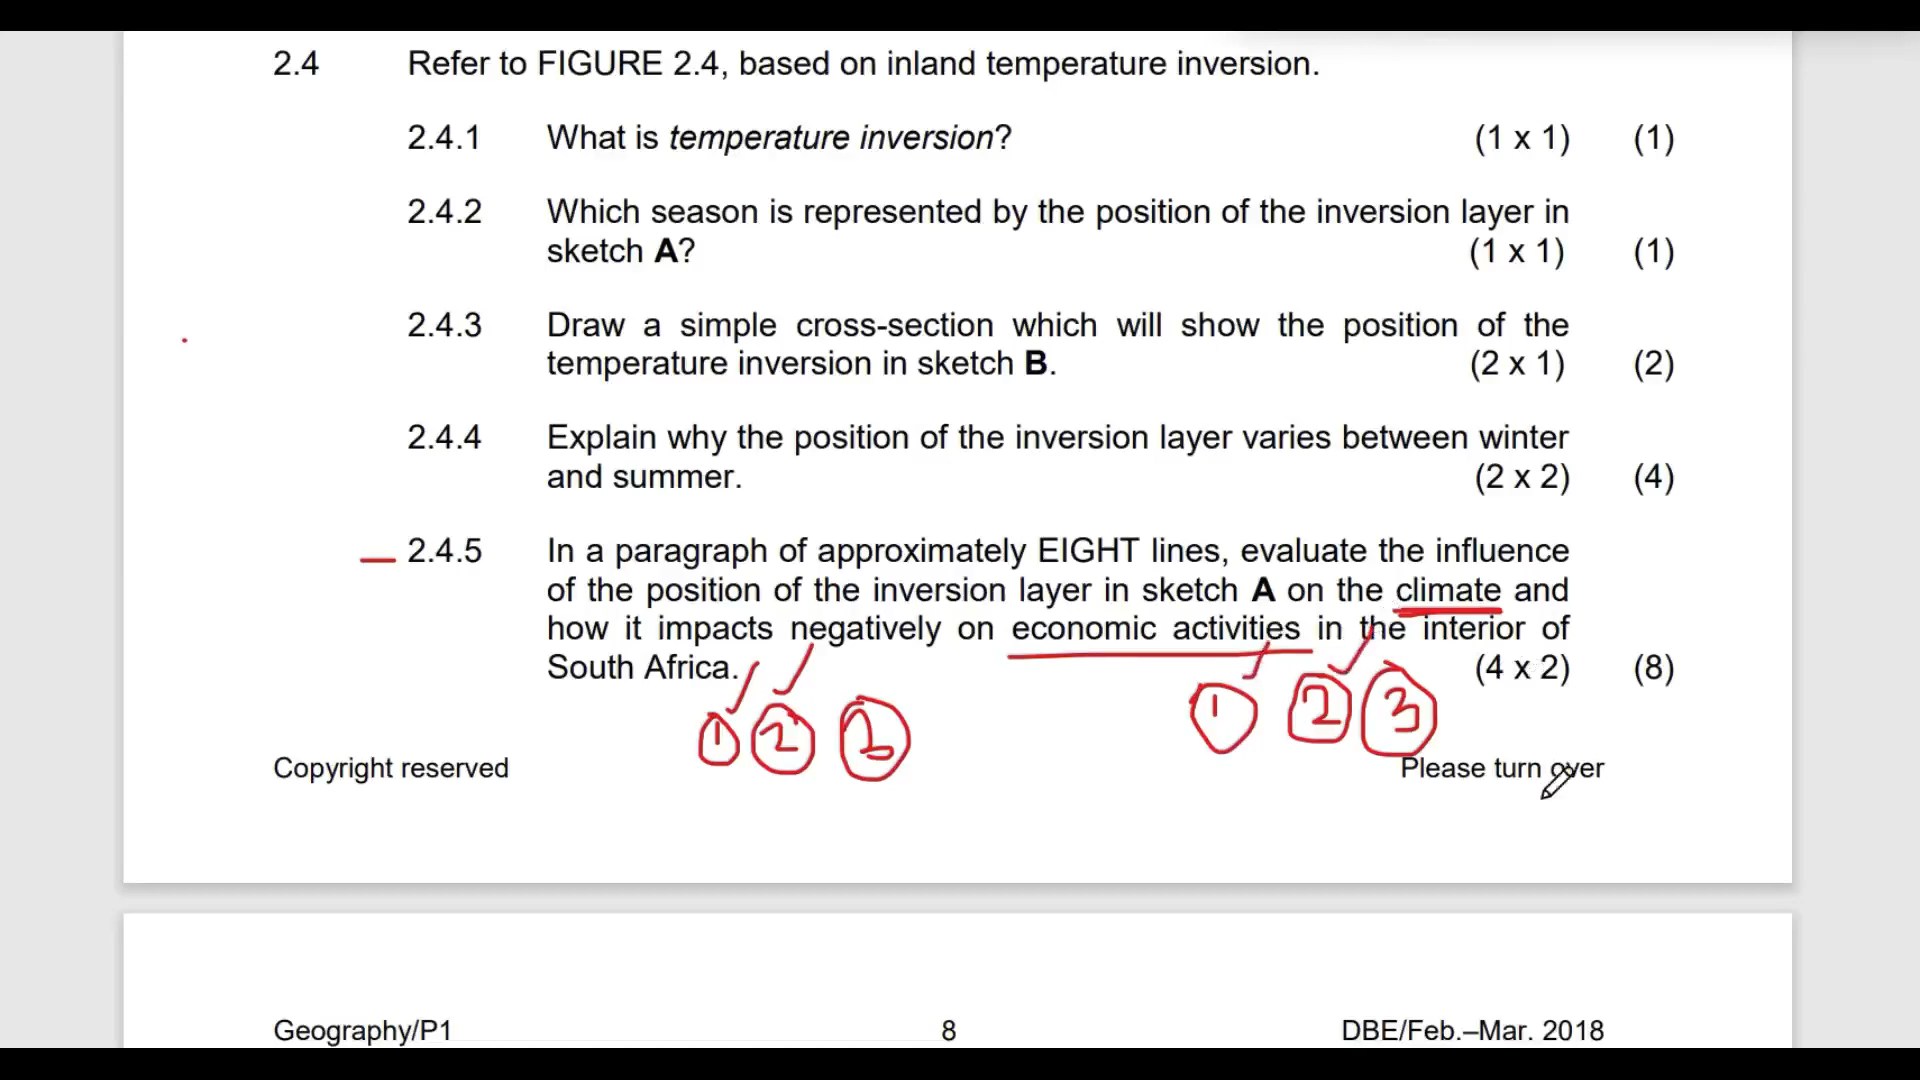 2.4 Refer to FIGURE 2.4, based on inland temperature inversion.
2.4.1 What is temperature inversion? (1 x 1) (1)
2.4.2 Which season is represented by the position of the inversion layer in
sketch A? (1 x 1) (1)
2.4.3 Draw a simple cross-section which will show the position of the
temperature inversion in sketch B. (2 x 1) (2)
2.4.4 Explain why the position of the inversion layer varies between winter
and summer. (2 x 2) (4)
2.4.5 In a paragraph of approximately EIGHT lines, evaluate the influence
of the position of the inversion layer in sketch A on the climate and
how it impacts negatively on economic activities in the interior of
South Africa. (4 x 2) (8)
1 2 1 2 3
Copyright reserved Please turn over
Geography/P1 8 DBE/Feb.–Mar. 2018